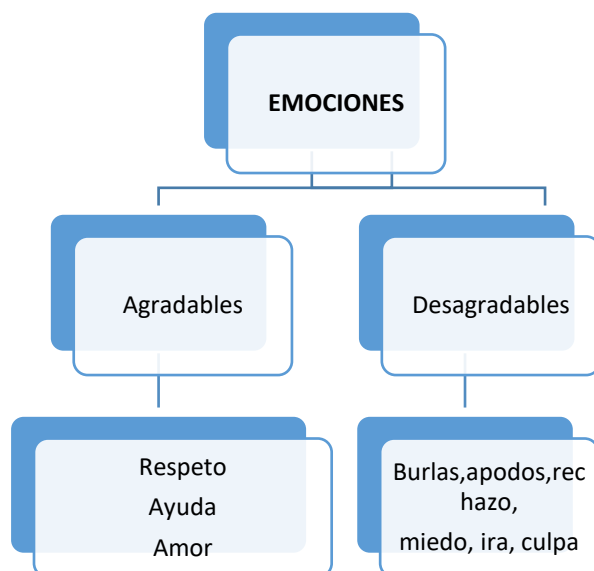 EMOCIONES
Agradables
Desagradables
Respeto
Ayuda
Amor
Burlas,apodos,rec
hazo,
miedo, ira, culpa